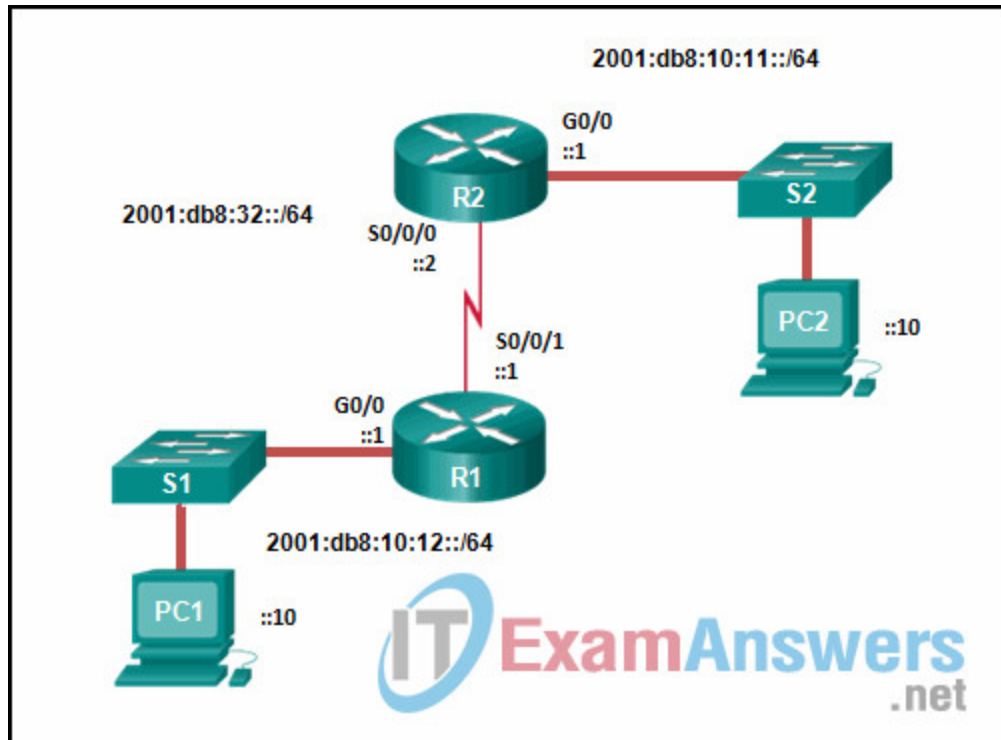 2001:db8:10:11::/64
G0/0
::1
R2
S2
2001:db8:32::/64
S0/0/0
::2
PC2
::10
S0/0/1
::1
G0/0
::1
S1
R1
2001:db8:10:12::/64
PC1
::10
ITExamAnswers
.net